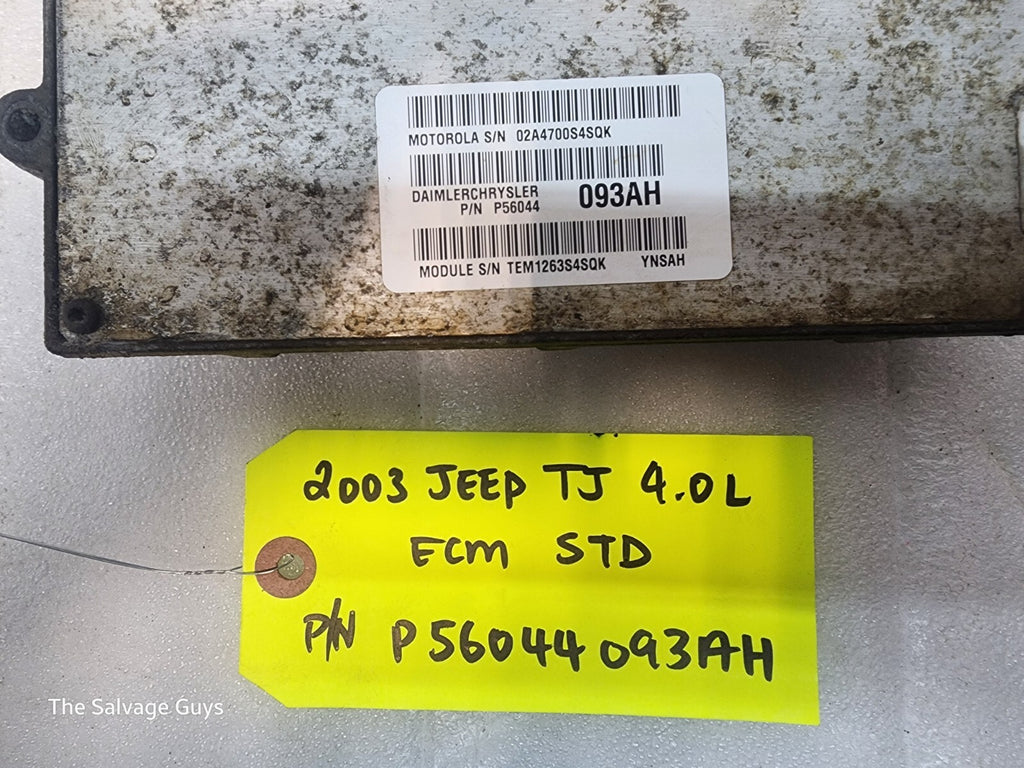 MOTOROLA S/N 02A4700S4SQK
DAIMLERCHRYSLER 093AH
P/N P56044
MODULE S/N TEM1263S4SQK YNSAH
2003 JEEP TJ 4.0L
ECM STD
P/N P56044093AH
The Salvage Guys